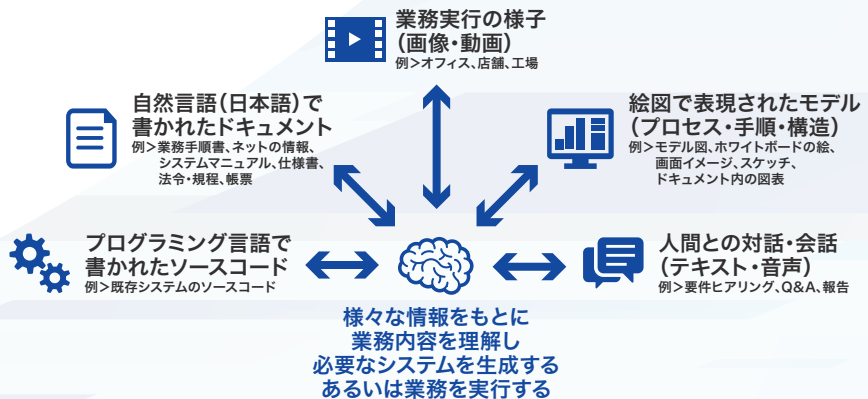 業務実行の様子
(画像・動画)
例>オフィス、店舗、工場
自然言語(日本語)で
書かれたドキュメント
例>業務手順書、ネットの情報、
システムマニュアル、仕様書、
法令・規程、帳票
絵図で表現されたモデル
(プロセス・手順・構造)
例>モデル図、ホワイトボードの絵、
画面イメージ、スケッチ、
ドキュメント内の図表
プログラミング言語で
書かれたソースコード
例>既存システムのソースコード
人間との対話・会話
(テキスト・音声)
例>要件ヒアリング、Q&A、報告
様々な情報をもとに
業務内容を理解し
必要なシステムを生成する
あるいは業務を実行する